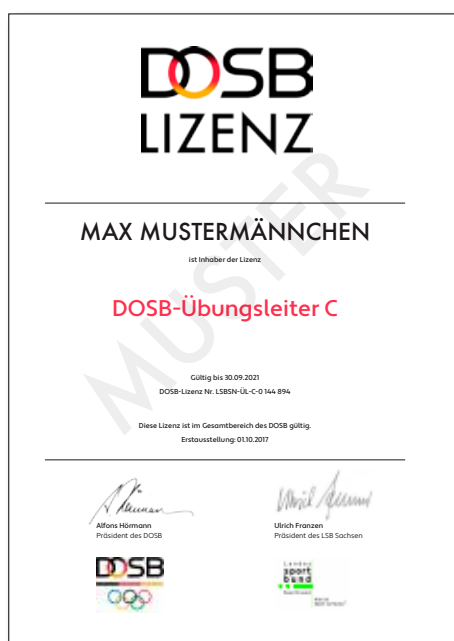 DOSB
LIZENZ
MUSTER
MAX MUSTERMÄNNCHEN
ist Inhaber der Lizenz
DOSB-Übungsleiter C
Gültig bis 30.09.2021
DOSB-Lizenz Nr. LSBSN-ÜL-C-0 144 894
Diese Lizenz ist im Gesamtbereich des DOSB gültig.
Erstausstellung: 01.10.2017
Alfons Hörmann
Präsident des DOSB
Ulrich Franzen
Präsident des LSB Sachsen
DOSB
Landes
sport
bund